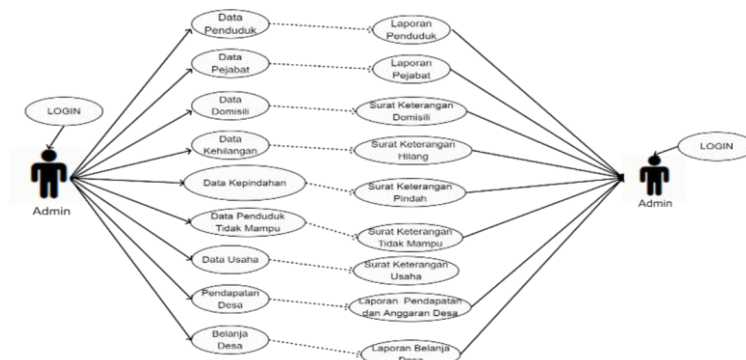 Data
Penduduk
Laporan
Penduduk
Data
Pejabat
Laporan
Pejabat
LOGIN
Data
Domisili
Surat Keterangan
Domisili
Data
Kehilangan
Surat Keterangan
Hilang
LOGIN
Admin
Data Kepindahan
Surat Keterangan
Pindah
Admin
Data Penduduk
Tidak Mampu
Surat Keterangan
Tidak Mampu
Data Usaha
Surat Keterangan
Usaha
Pendapatan
Desa
Laporan Pendapatan
dan Anggaran Desa
Belanja
Desa
Laporan Belanja
Desa